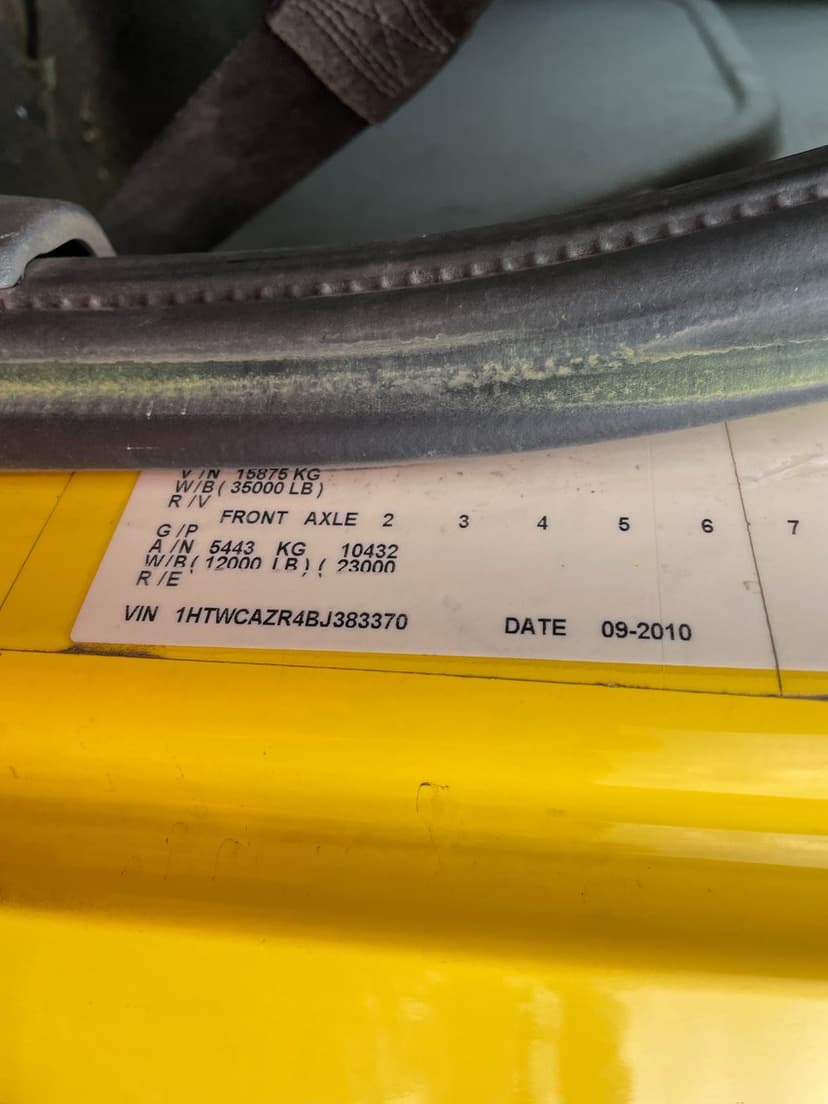 V/N 15875 KG
W/B ( 35000 LB )
R/V
FRONT AXLE 2 3 4 5 6 7
G/P
A/N 5443 KG 10432
W/B ( 12000 LB ) ( 23000
R/E
VIN 1HTWCAZR4BJ383370 DATE 09-2010